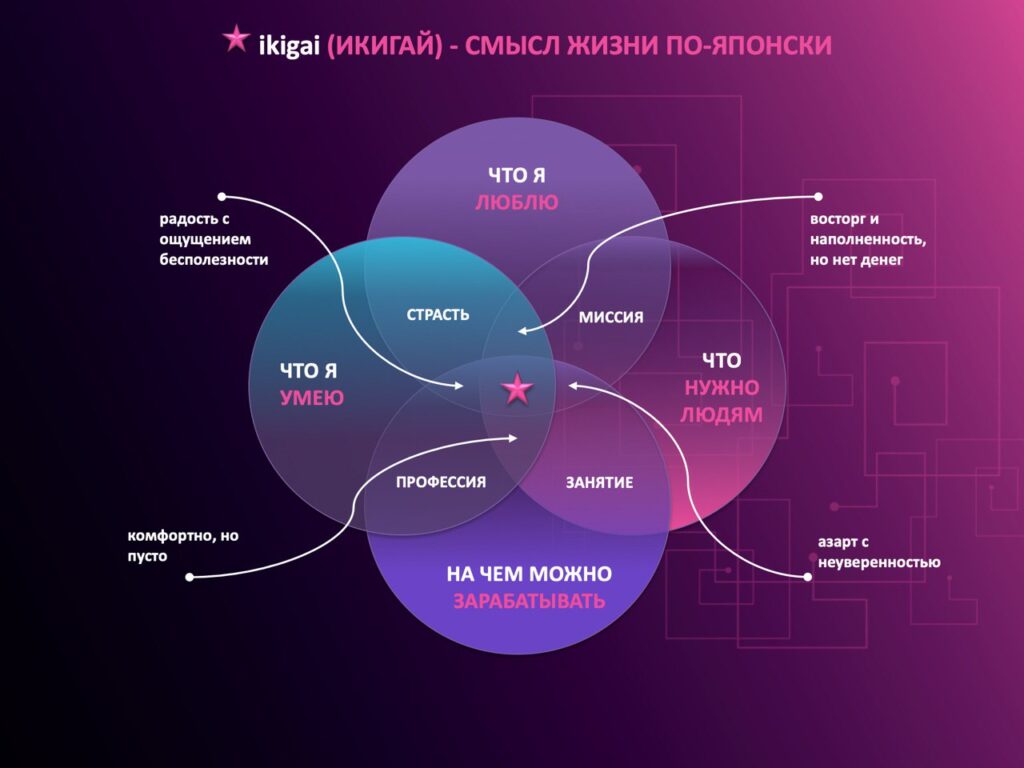 ikigai (ИКИГАЙ) - СМЫСЛ ЖИЗНИ ПО-ЯПОНСКИ
ЧТО Я
ЛЮБЛЮ
радость с
ощущением
бесполезности
восторг и
наполненность,
но нет денег
СТРАСТЬ
МИССИЯ
ЧТО Я
УМЕЮ
ЧТО
НУЖНО
ЛЮДЯМ
ПРОФЕССИЯ
ЗАНЯТИЕ
комфортно, но
пусто
азарт с
неуверенностью
НА ЧЕМ МОЖНО
ЗАРАБАТЫВАТЬ